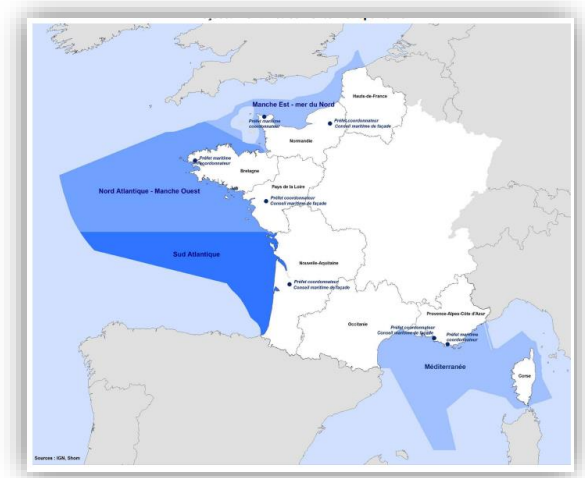 Hauts-de-France
Manche Est - mer du Nord
Préfet maritime
coordonnateur
Préfet coordonnateur
Conseil maritime de façade
Normandie
Préfet maritime
coordonnateur
Bretagne
Nord Atlantique - Manche Ouest
Pays de la Loire
Préfet coordonnateur
Conseil maritime de façade
Sud Atlantique
Nouvelle-Aquitaine
Préfet coordonnateur
Conseil maritime de façade
Occitanie
Provence-Alpes-Côte d'Azur
Préfet coordonnateur
Conseil maritime de façade
Préfet maritime
coordonnateur
Méditerranée
Corse
Sources : IGN, Shom